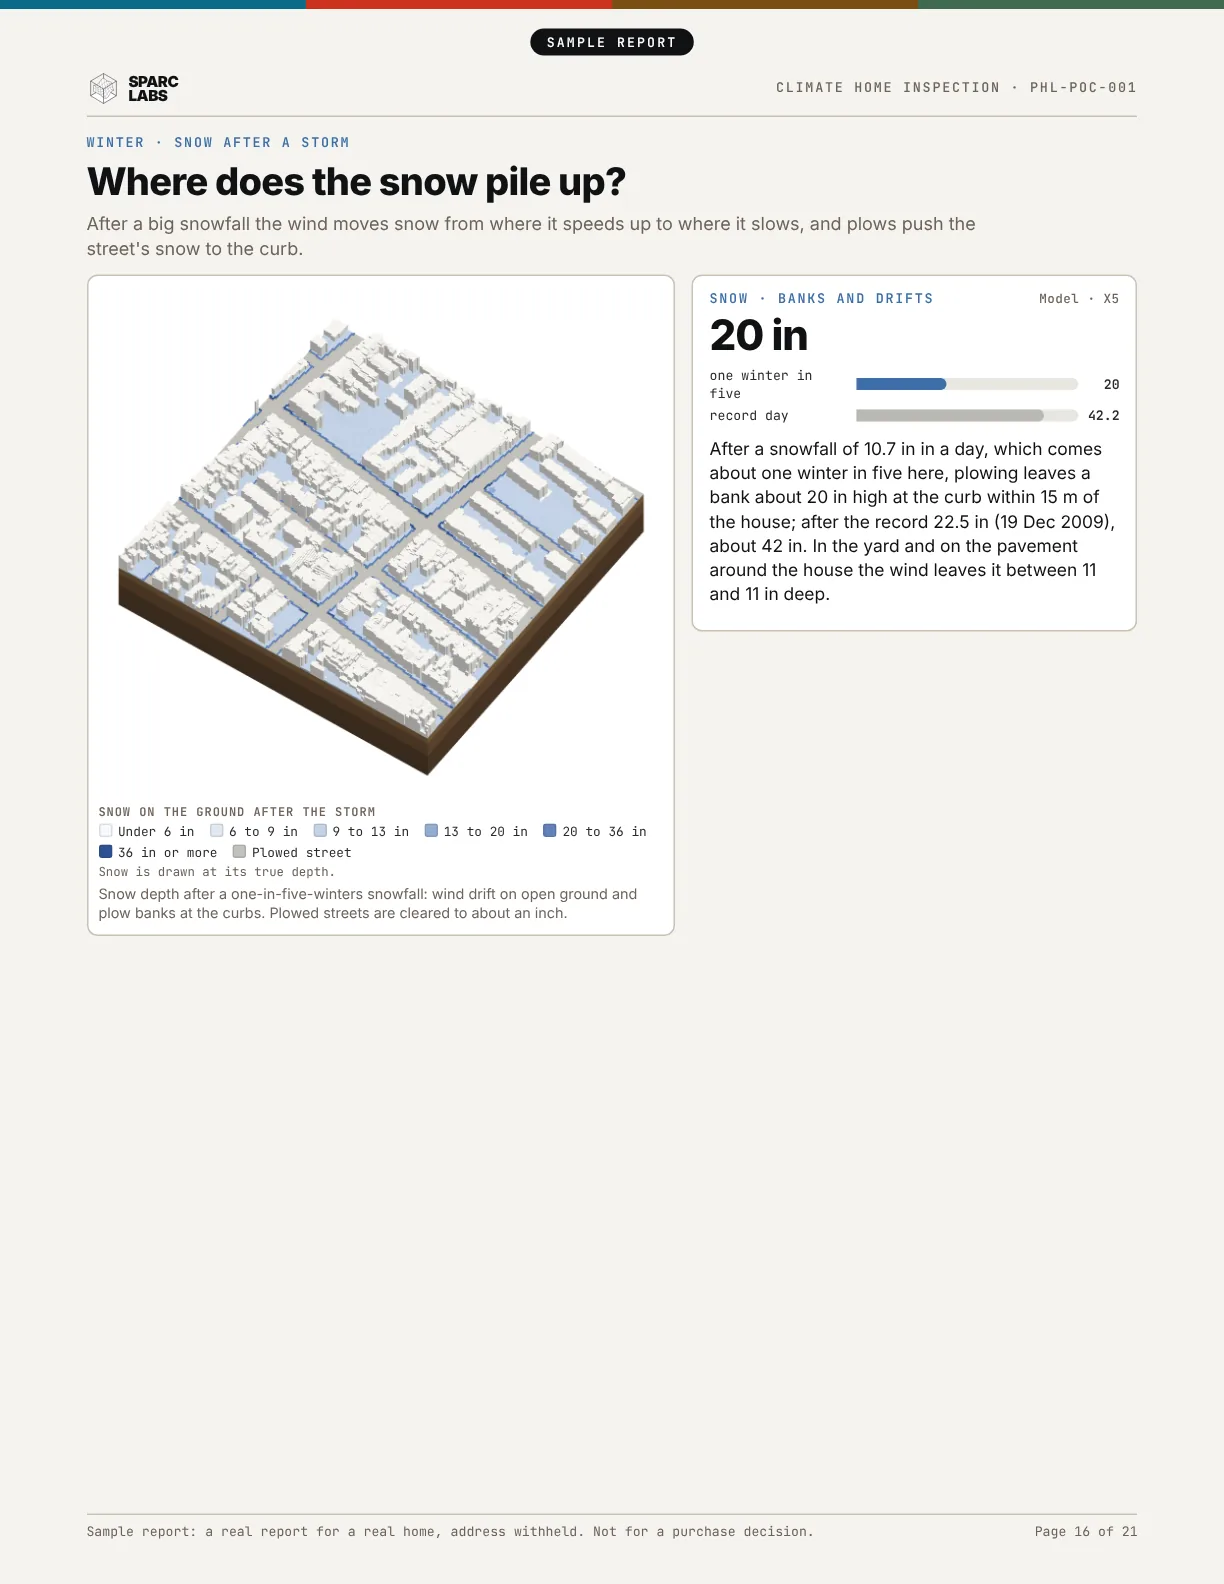 SAMPLE REPORT
SPARC
LABS
CLIMATE HOME INSPECTION · PHL-POC-001
WINTER · SNOW AFTER A STORM
Where does the snow pile up?
After a big snowfall the wind moves snow from where it speeds up to where it slows, and plows push the
street's snow to the curb.
SNOW ON THE GROUND AFTER THE STORM
Under 6 in 6 to 9 in 9 to 13 in 13 to 20 in 20 to 36 in
36 in or more Plowed street
Snow is drawn at its true depth.
Snow depth after a one-in-five-winters snowfall: wind drift on open ground and
plow banks at the curbs. Plowed streets are cleared to about an inch.
SNOW · BANKS AND DRIFTS Model · X5
20 in
one winter in
five 20
record day 42.2
After a snowfall of 10.7 in in a day, which comes
about one winter in five here, plowing leaves a
bank about 20 in high at the curb within 15 m of
the house; after the record 22.5 in (19 Dec 2009),
about 42 in. In the yard and on the pavement
around the house the wind leaves it between 11
and 11 in deep.
Sample report: a real report for a real home, address withheld. Not for a purchase decision.
Page 16 of 21